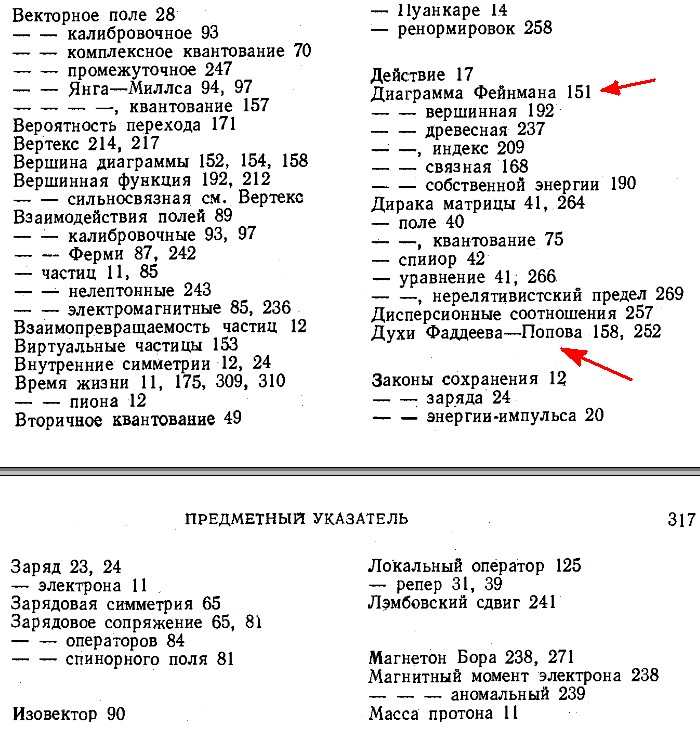 Векторное поле 28
— — калибровочное 93
— — комплексное квантование 70
— — промежуточное 247
— — Янга—Миллса 94, 97
— — — —, квантование 157
Вероятность перехода 171
Вертекс 214, 217
Вершина диаграммы 152, 154, 158
Вершинная функция 192, 212
— — сильносвязная см. Вертекс
Взаимодействия полей 89
— — калибровочные 93, 97
— — Ферми 87, 242
— частиц 11, 85
— — нелептонные 243
— — электромагнитные 85, 236
Взаимопревращаемость частиц 12
Виртуальные частицы 153
Внутренние симметрии 12, 24
Время жизни 11, 175, 309, 310
— — пиона 12
Вторичное квантование 49
— Пуанкаре 14
— ренормировок 258
Действие 17
Диаграмма Фейнмана 151
— — вершинная 192
— — древесная 237
— —, индекс 209
— — связная 168
— — собственной энергии 190
Дирака матрицы 41, 264
— поле 40
— —, квантование 75
— спинор 42
— уравнение 41, 266
— —, нерелятивистский предел 269
Дисперсионные соотношения 257
Духи Фаддеева—Попова 158, 252
Законы сохранения 12
— — заряда 24
— — энергии-импульса 20
ПРЕДМЕТНЫЙ УКАЗАТЕЛЬ 317
Заряд 23, 24
— электрона 11
Зарядовая симметрия 65
Зарядовое сопряжение 65, 81
— — операторов 84
— — спинорного поля 81
Изовектор 90
Локальный оператор 125
— репер 31, 39
Лэмбовский сдвиг 241
Магнетон Бора 238, 271
Магнитный момент электрона 238
— — — аномальный 239
Масса протона 11